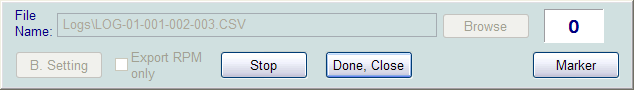 File Name: Logs\LOG-01-001-002-003.CSV Browse 0
B. Setting Export RPM only Stop Done, Close Marker